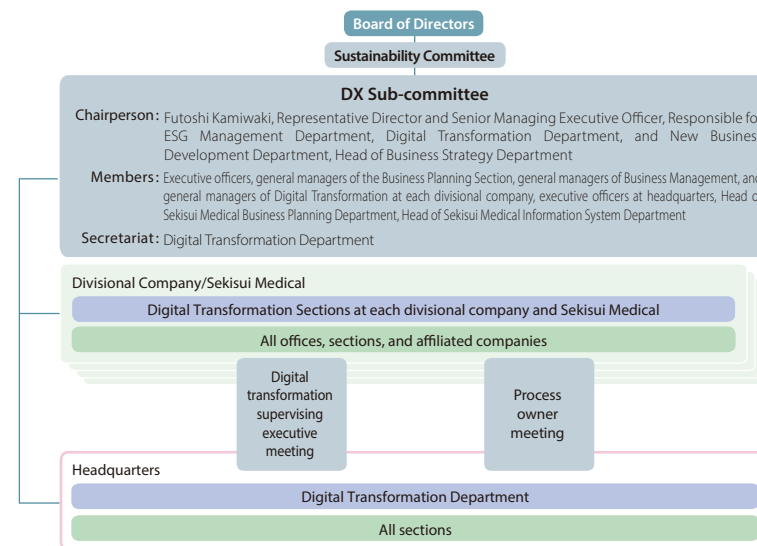 Board of Directors
Sustainability Committee
DX Sub-committee
Chairperson: Futoshi Kamiwaki, Representative Director and Senior Managing Executive Officer, Responsible fo
ESG Management Department, Digital Transformation Department, and New Busines
Development Department, Head of Business Strategy Department
Members: Executive officers, general managers of the Business Planning Section, general managers of Business Management, and
general managers of Digital Transformation at each divisional company, executive officers at headquarters, Head o
Sekisui Medical Business Planning Department, Head of Sekisui Medical Information System Department
Secretariat: Digital Transformation Department
Divisional Company/Sekisui Medical
Digital Transformation Sections at each divisional company and Sekisui Medical
All offices, sections, and affiliated companies
Digital
transformation
supervising
executive
meeting
Process
owner
meeting
Headquarters
Digital Transformation Department
All sections